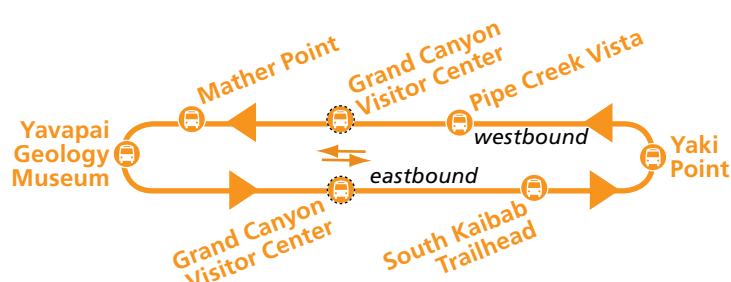 Mather Point
Grand Canyon
Visitor Center
Pipe Creek Vista
westbound
Yavapai
Geology
Museum
Yaki
Point
eastbound
Grand Canyon
Visitor Center
South Kaibab
Trailhead